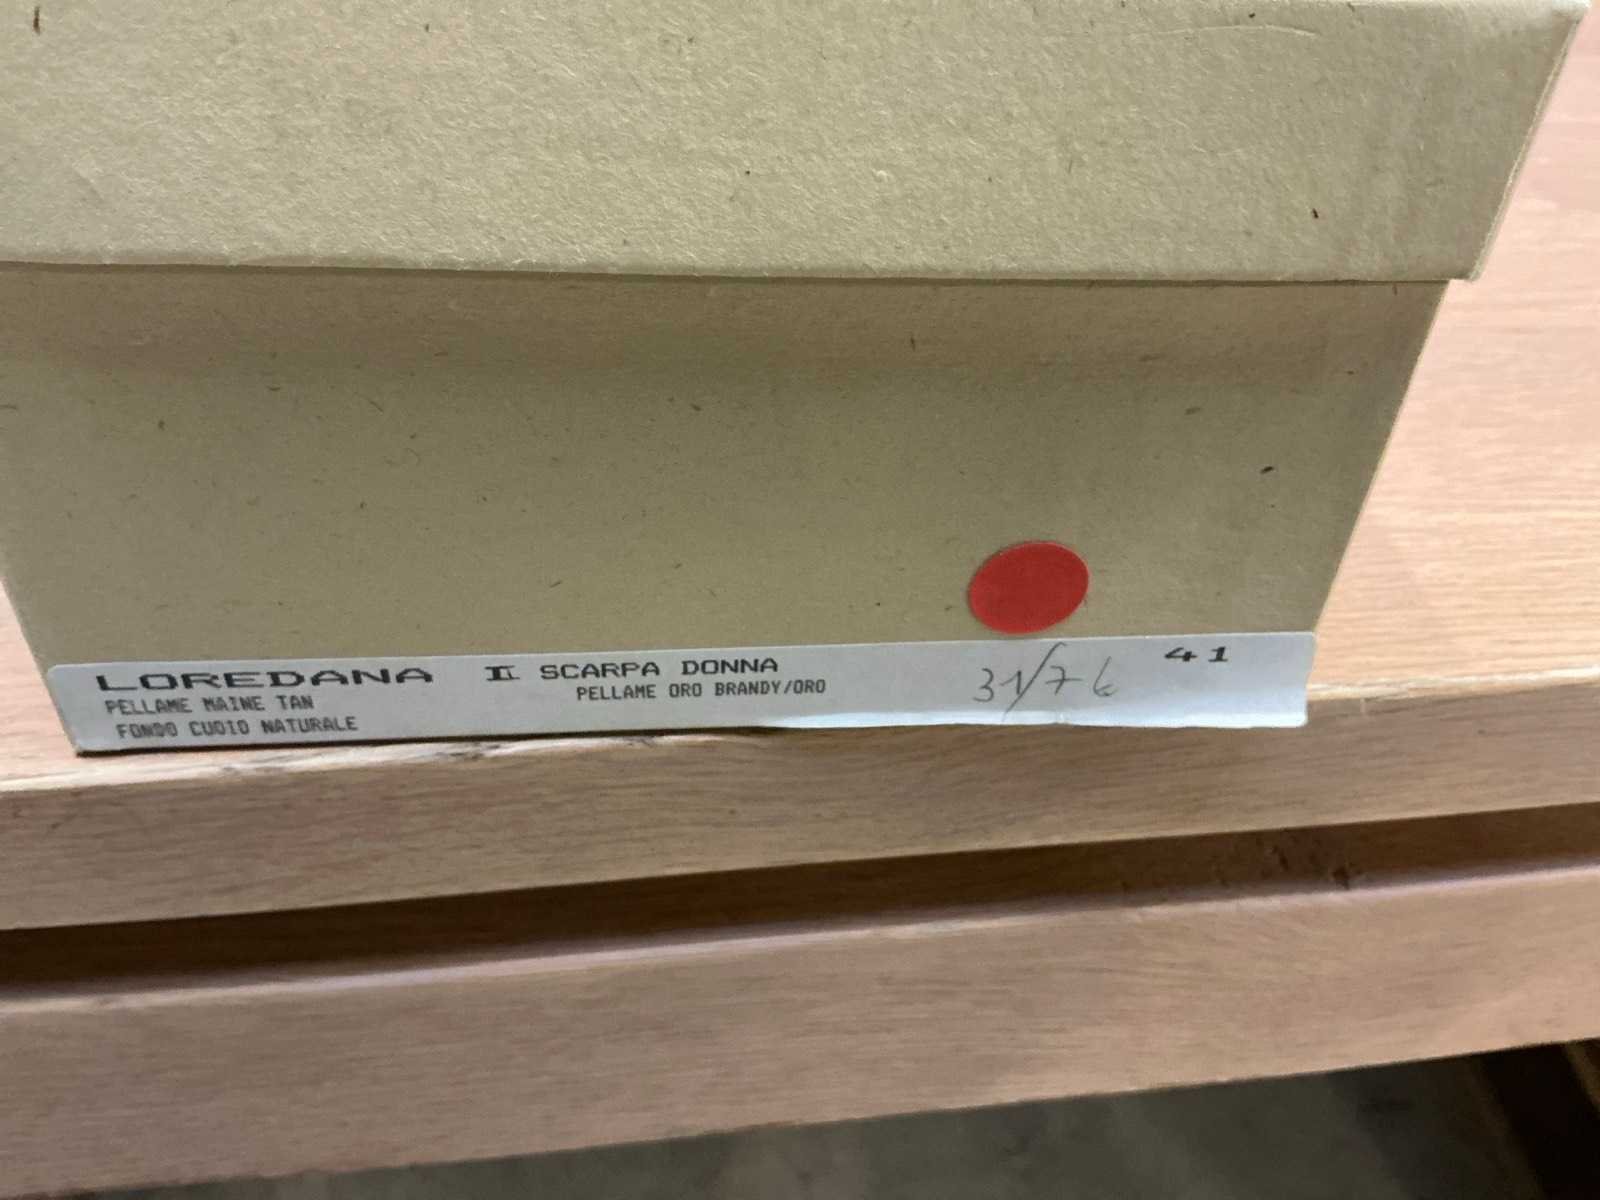 LOREDANA II SCARPA DONNA 41
PELLAME MAINE TAN PELLAME ORO BRANDY/ORO 31/76
FONDO CUOIO NATURALE